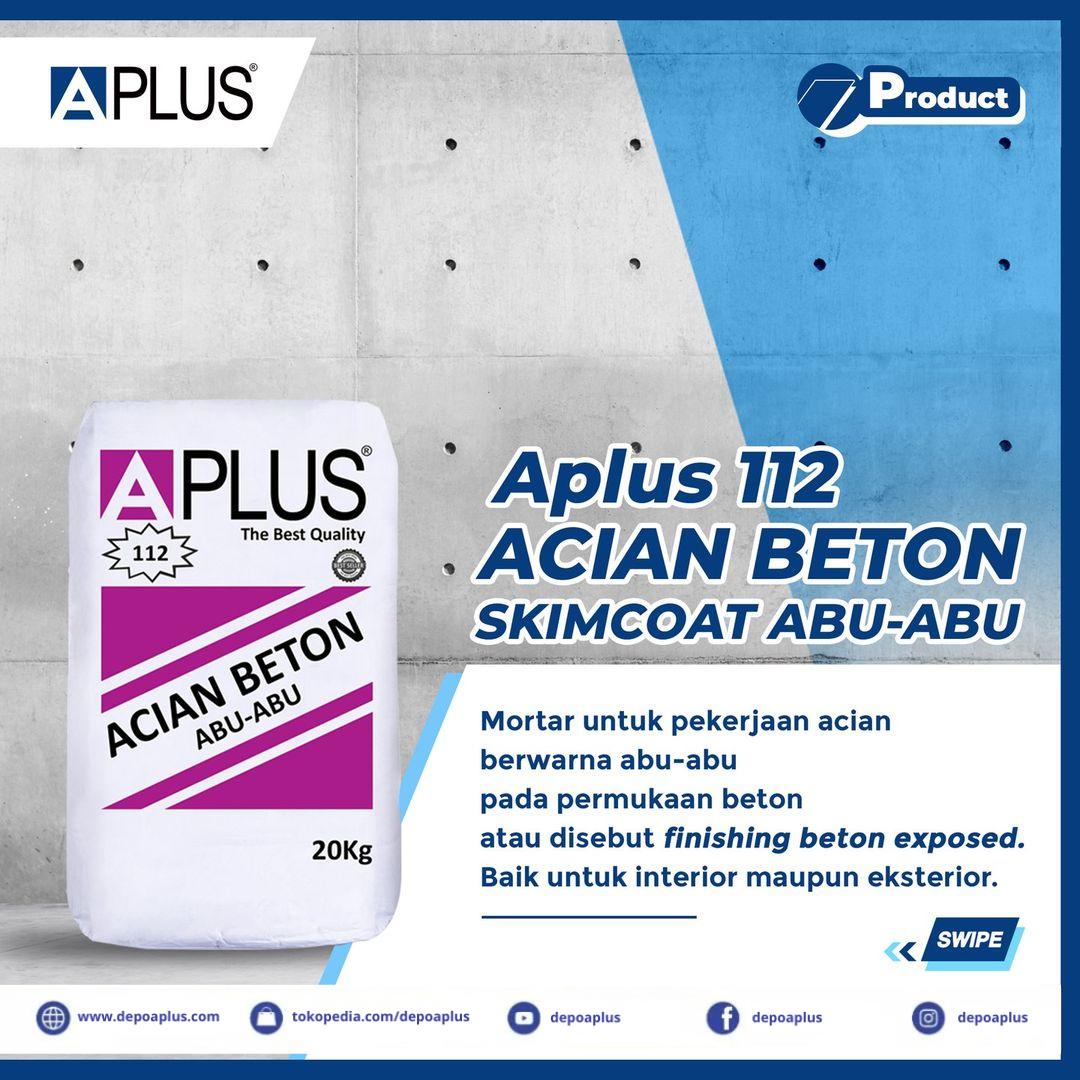 APLUS®
Product
APLUS®
The Best Quality
112
BEST SELLER
ACIAN BETON
ABU-ABU
20Kg
Aplus 112
ACIAN BETON
SKIMCOAT ABU-ABU
Mortar untuk pekerjaan acian
berwarna abu-abu
pada permukaan beton
atau disebut finishing beton exposed.
Baik untuk interior maupun eksterior.
SWIPE
www.depoaplus.com
tokopedia.com/depoaplus
depoaplus
depoaplus
depoaplus